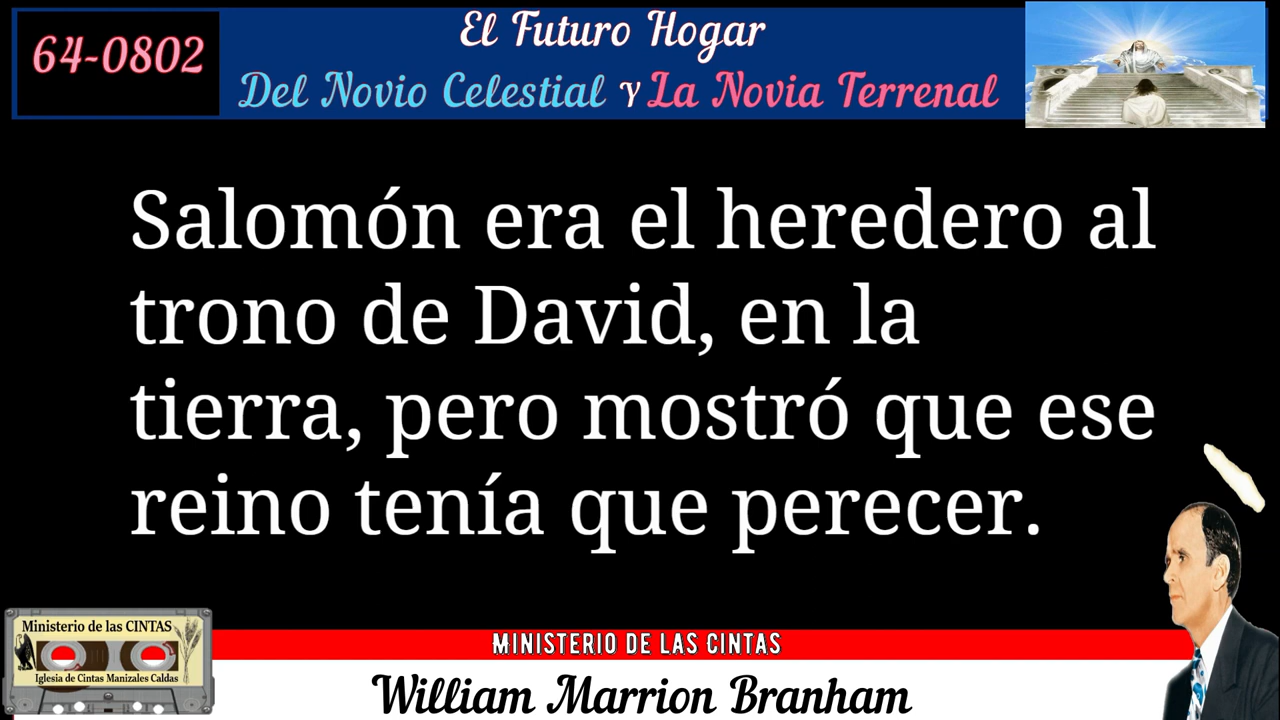 64-0802
El Futuro Hogar
Del Novio Celestial Y La Novia Terrenal
Salomón era el heredero al
trono de David, en la
tierra, pero mostró que ese
reino tenía que perecer.
Ministerio de las CINTAS
Iglesia de Cintas Manizales Caldas
MINISTERIO DE LAS CINTAS
William Marrion Branham